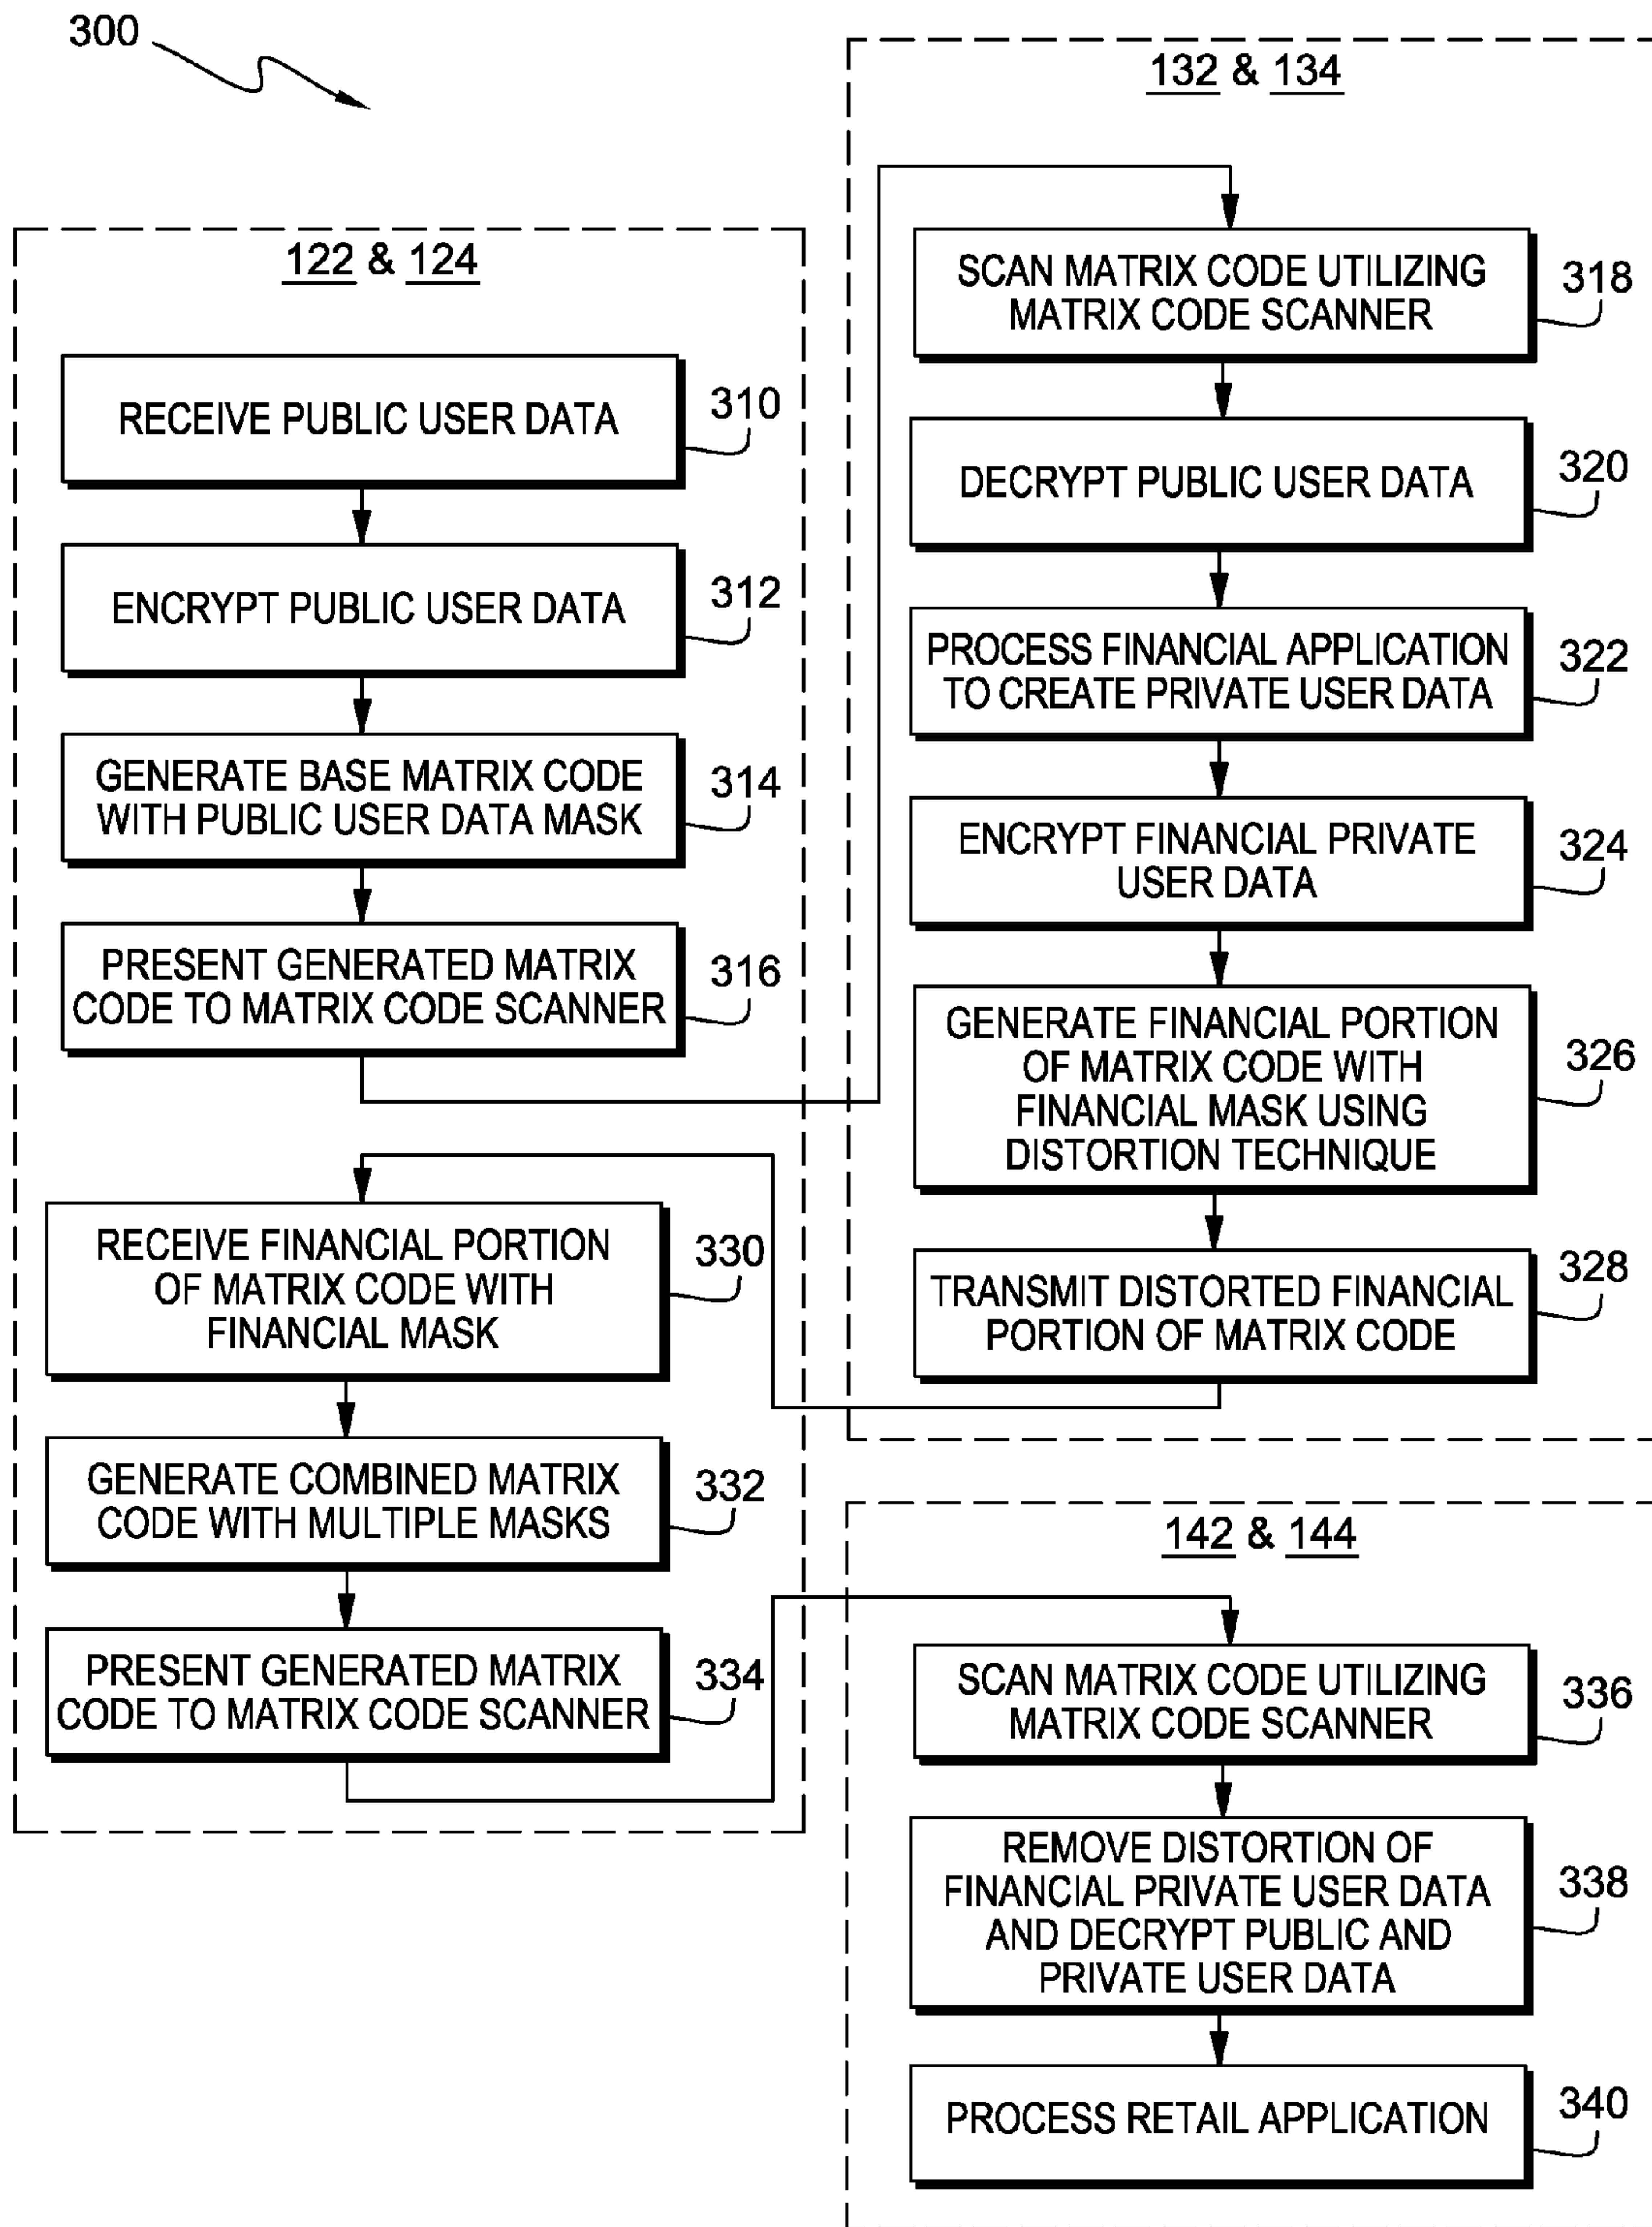 300
122 & 124
RECEIVE PUBLIC USER DATA
310
ENCRYPT PUBLIC USER DATA
312
GENERATE BASE MATRIX CODE
WITH PUBLIC USER DATA MASK
314
PRESENT GENERATED MATRIX
CODE TO MATRIX CODE SCANNER
316
132 & 134
SCAN MATRIX CODE UTILIZING
MATRIX CODE SCANNER
318
DECRYPT PUBLIC USER DATA
320
PROCESS FINANCIAL APPLICATION
TO CREATE PRIVATE USER DATA
322
ENCRYPT FINANCIAL PRIVATE
USER DATA
324
GENERATE FINANCIAL PORTION
OF MATRIX CODE WITH
FINANCIAL MASK USING
DISTORTION TECHNIQUE
326
TRANSMIT DISTORTED FINANCIAL
PORTION OF MATRIX CODE
328
RECEIVE FINANCIAL PORTION
OF MATRIX CODE WITH
FINANCIAL MASK
330
GENERATE COMBINED MATRIX
CODE WITH MULTIPLE MASKS
332
PRESENT GENERATED MATRIX
CODE TO MATRIX CODE SCANNER
334
142 & 144
SCAN MATRIX CODE UTILIZING
MATRIX CODE SCANNER
336
REMOVE DISTORTION OF
FINANCIAL PRIVATE USER DATA
AND DECRYPT PUBLIC AND
PRIVATE USER DATA
338
PROCESS RETAIL APPLICATION
340